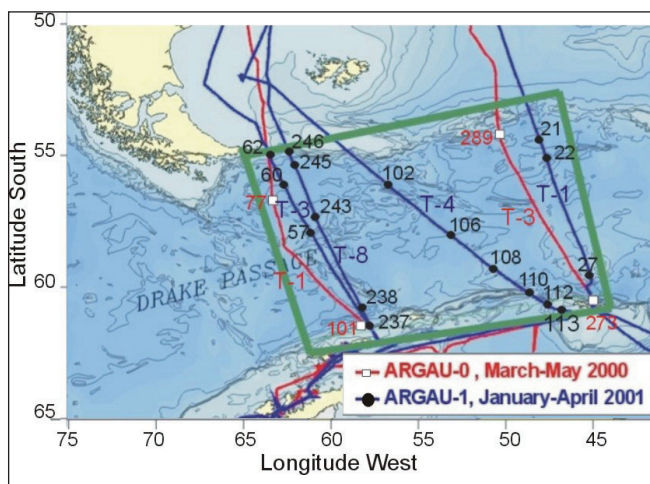 50
55
60
65
Latitude South
75
70
65
60
55
50
45
Longitude West
DRAKE PASSAGE
62
246
245
60
77
T-3
243
57
T-8
T-1
238
101
237
102
T-4
106
108
110
112
113
289
21
22
T-1
T-3
27
273
ARGAU-0 , March-May 2000
ARGAU-1, January-April 2001